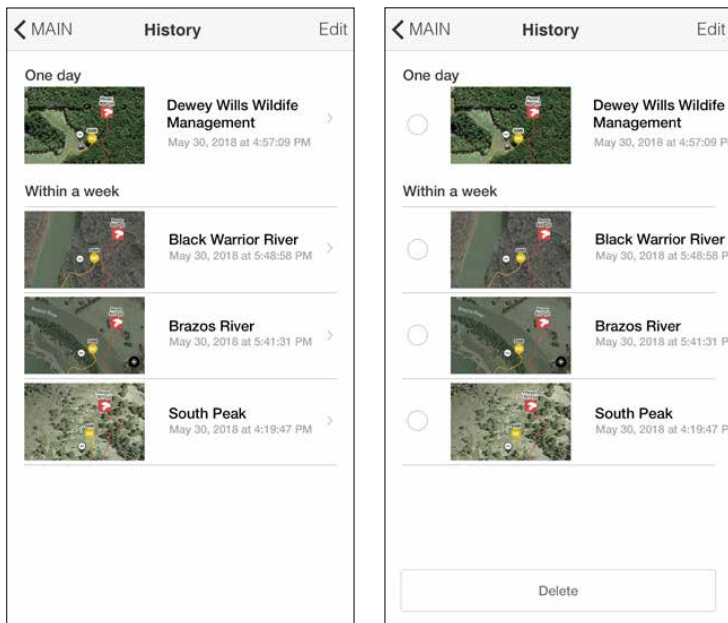 MAIN History Edit
One day
Dewey Wills Wildife
Management
May 30, 2018 at 4:57:09 PM
Within a week
Black Warrior River
May 30, 2018 at 5:48:58 PM
Brazos River
May 30, 2018 at 5:41:31 PM
South Peak
May 30, 2018 at 4:19:47 PM
MAIN History Edit
One day
Dewey Wills Wildife
Management
May 30, 2018 at 4:57:09 P
Within a week
Black Warrior River
May 30, 2018 at 5:48:58 P
Brazos River
May 30, 2018 at 5:41:31 P
South Peak
May 30, 2018 at 4:19:47 P
Delete